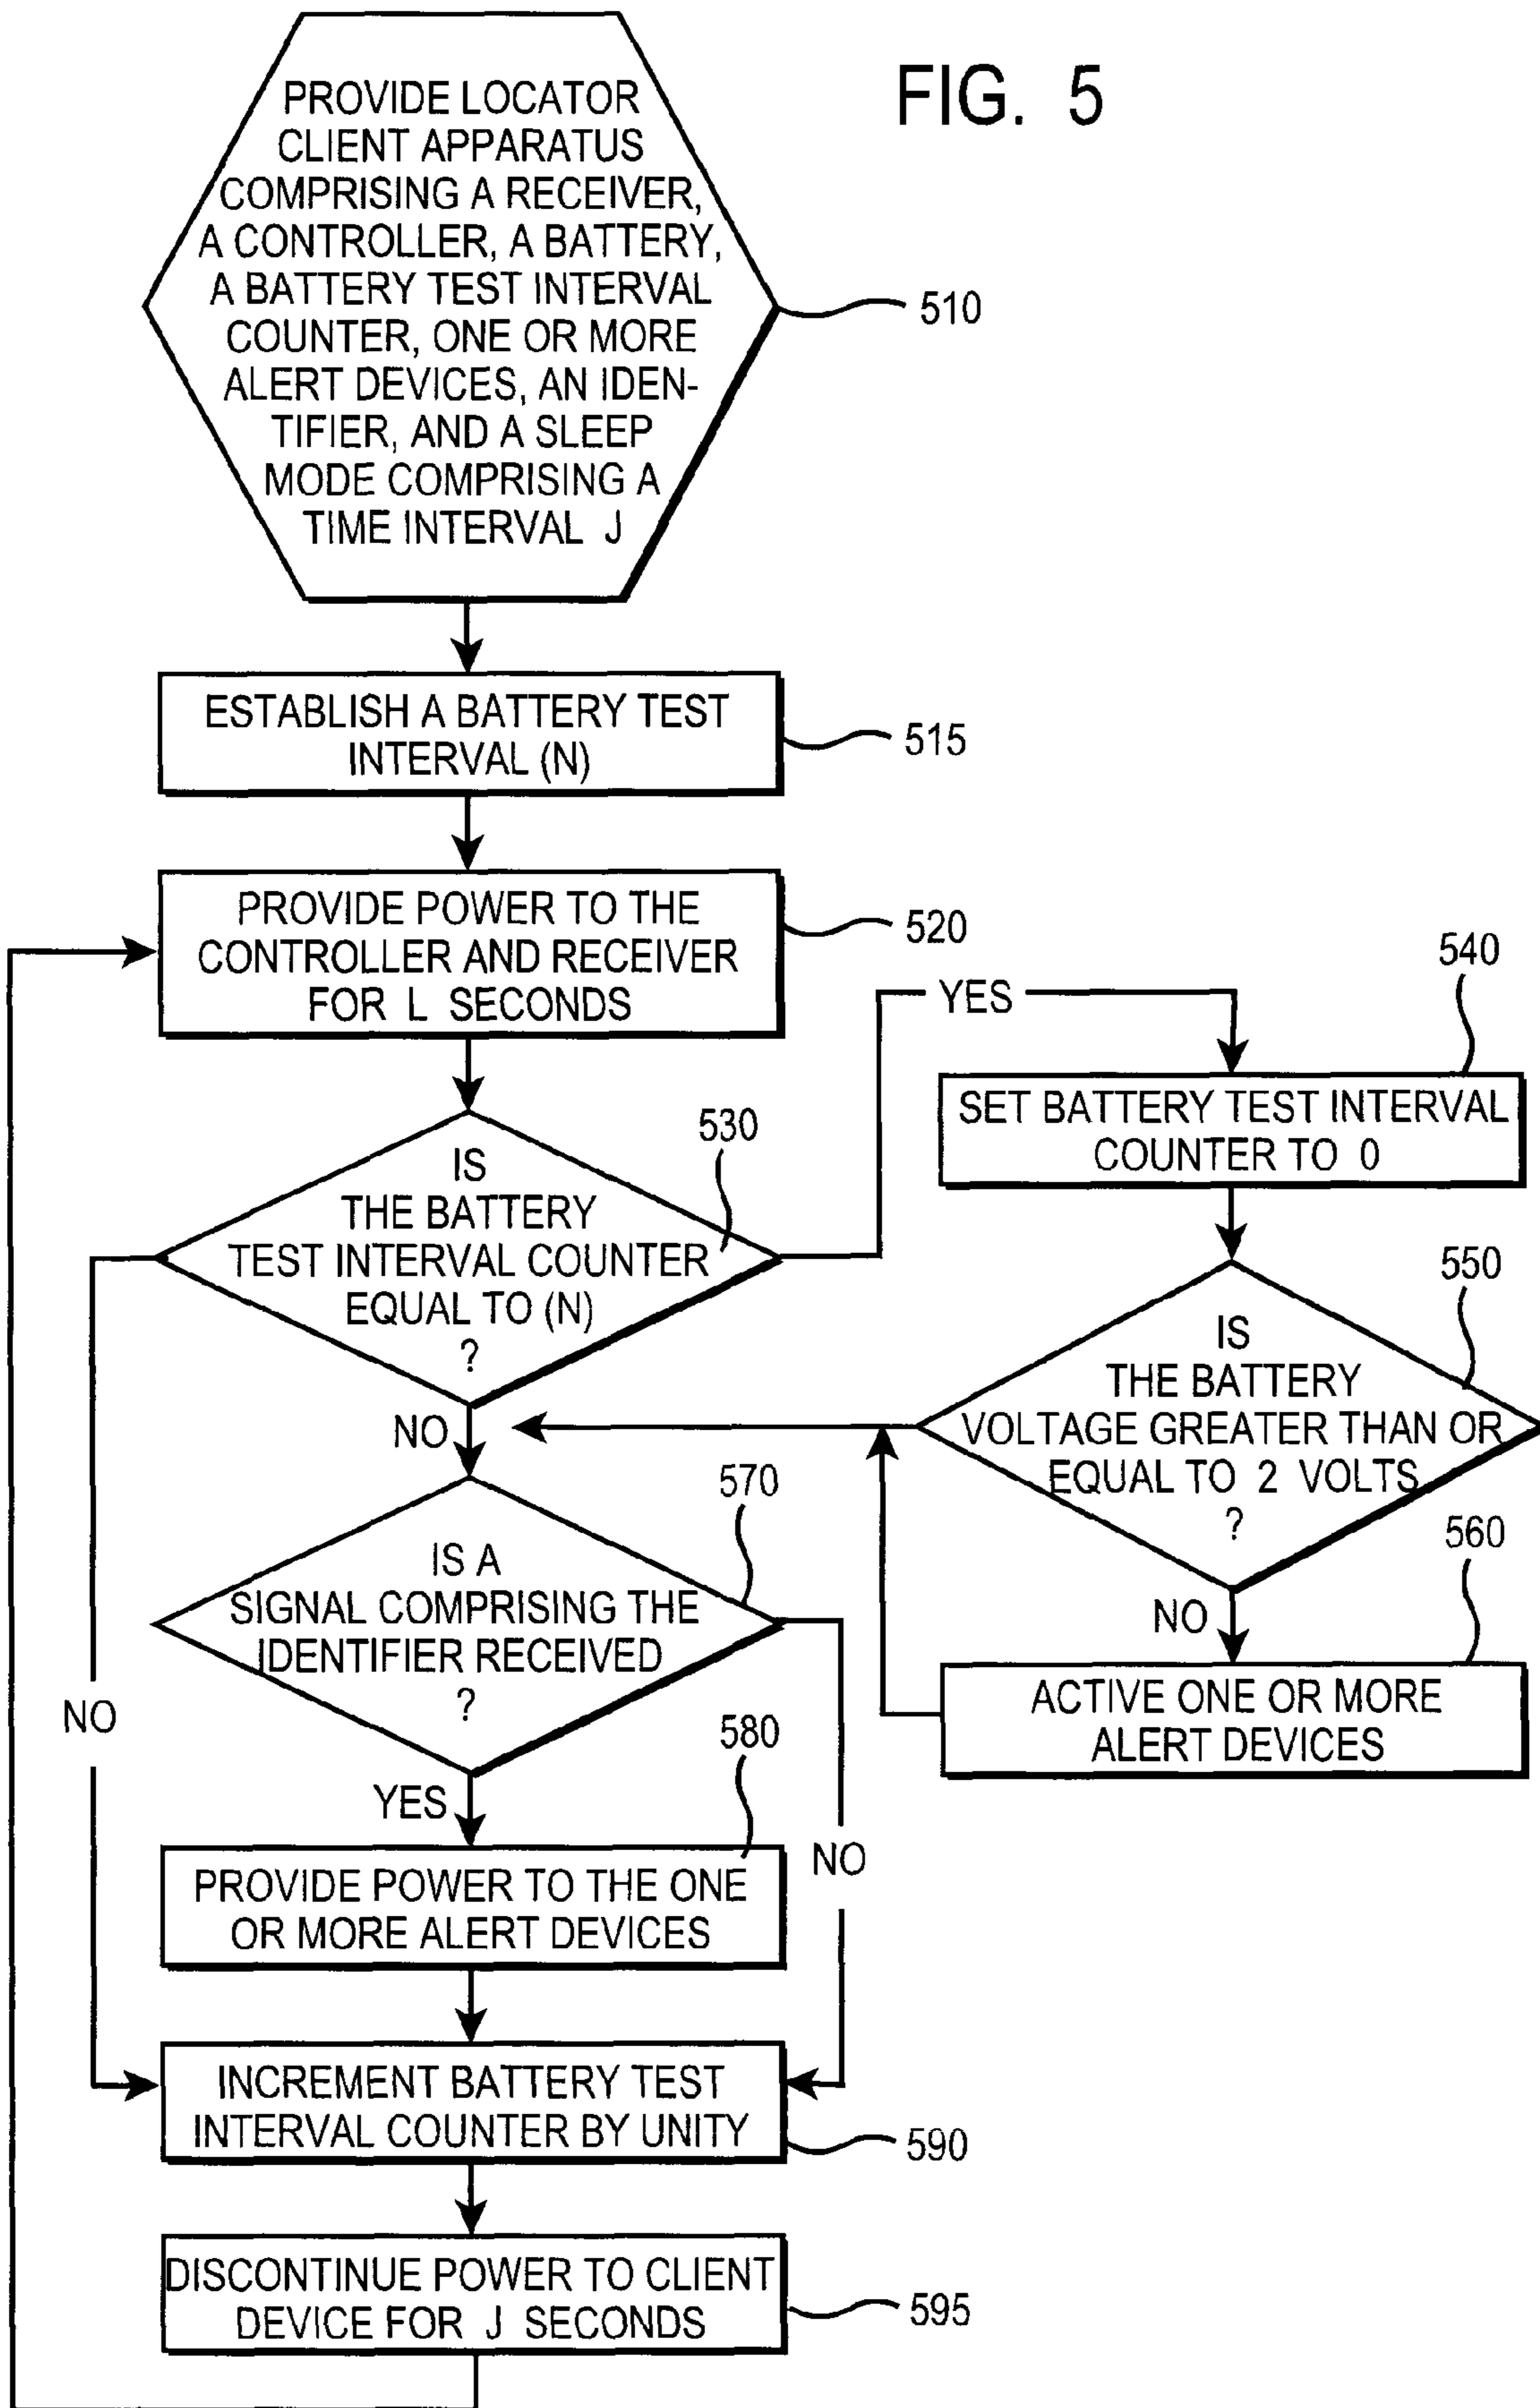 FIG. 5
PROVIDE LOCATOR
CLIENT APPARATUS
COMPRISING A RECEIVER,
A CONTROLLER, A BATTERY,
A BATTERY TEST INTERVAL
COUNTER, ONE OR MORE
ALERT DEVICES, AN IDEN-
TIFIER, AND A SLEEP
MODE COMPRISING A
TIME INTERVAL J
510
ESTABLISH A BATTERY TEST
INTERVAL (N)
515
PROVIDE POWER TO THE
CONTROLLER AND RECEIVER
FOR L SECONDS
520
IS
THE BATTERY
TEST INTERVAL COUNTER
EQUAL TO (N)
?
530
YES
NO
NO
540
SET BATTERY TEST INTERVAL
COUNTER TO 0
550
IS
THE BATTERY
VOLTAGE GREATER THAN OR
EQUAL TO 2 VOLTS
?
NO
560
ACTIVE ONE OR MORE
ALERT DEVICES
570
IS A
SIGNAL COMPRISING THE
IDENTIFIER RECEIVED
?
YES
NO
580
PROVIDE POWER TO THE ONE
OR MORE ALERT DEVICES
INCREMENT BATTERY TEST
INTERVAL COUNTER BY UNITY
590
DISCONTINUE POWER TO CLIENT
DEVICE FOR J SECONDS
595